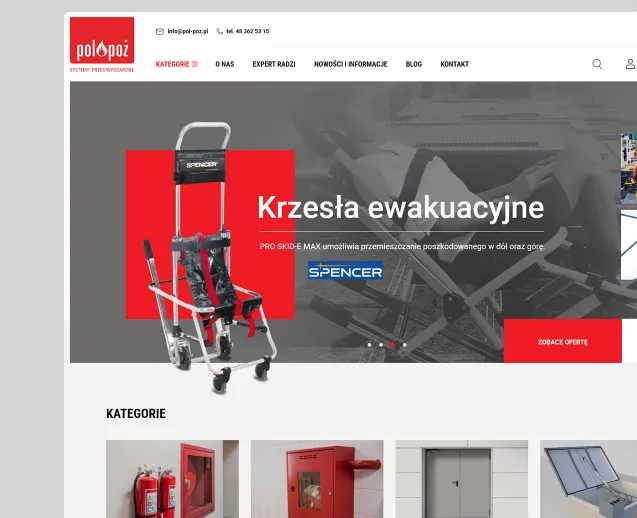 pol poż
SYSTEMY PRZECIWPOŻAROWE
info@pol-poz.pl
tel. 48 362 53 15
KATEGORIE
O NAS
EXPERT RADZI
NOWOŚCI I INFORMACJE
BLOG
KONTAKT
SPENCER
Krzesła ewakuacyjne
PRO SKID-E MAX umożliwia przemieszczanie poszkodowanego w dół oraz górę.
SPENCER
ZOBACZ OFERTĘ
KATEGORIE